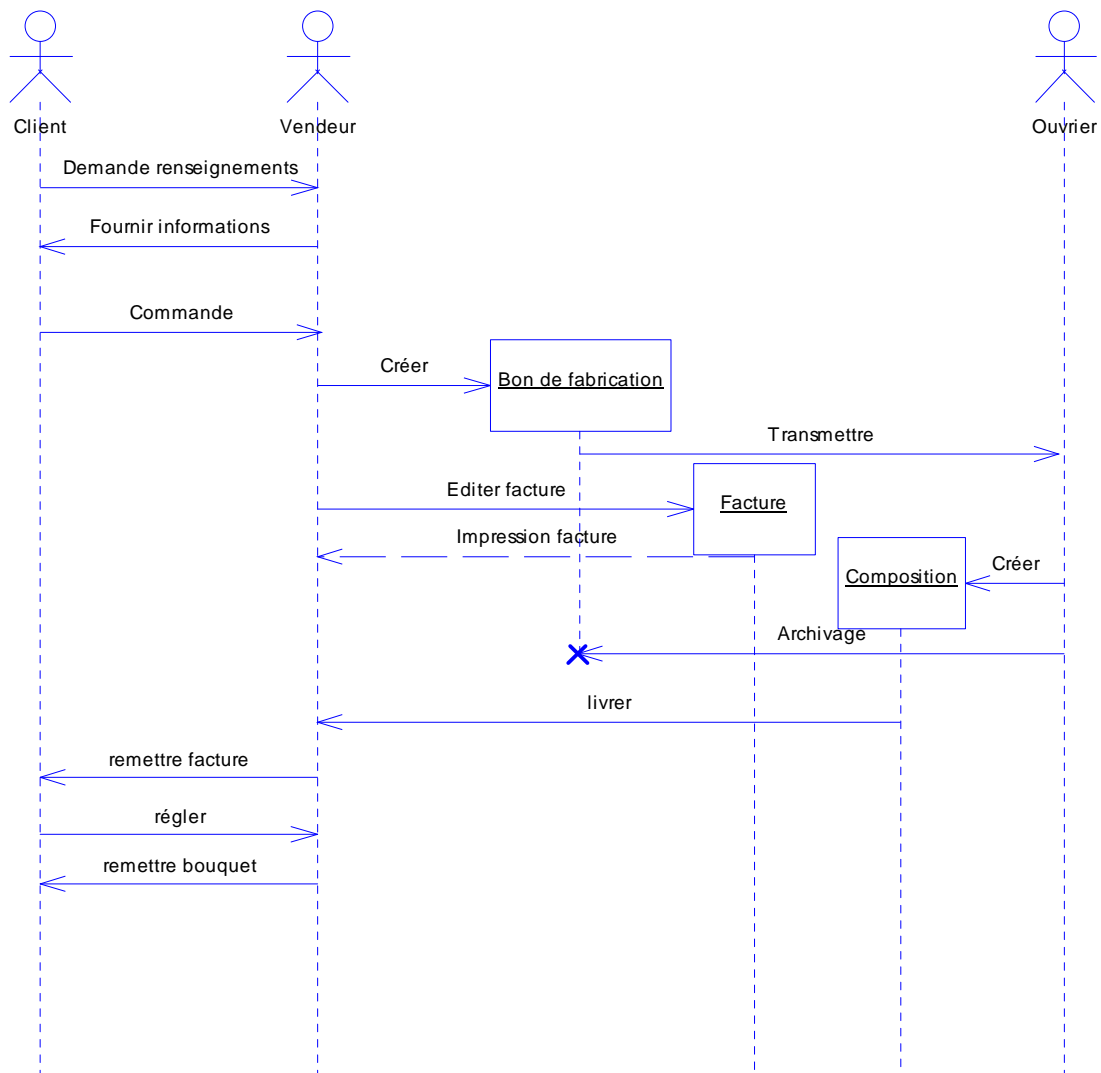 Client
Vendeur
Ouvrier
Demande renseignements
Fournir informations
Commande
Créer
Bon de fabrication
Transmettre
Editer facture
Facture
Impression facture
Créer
Composition
Archivage
livrer
remettre facture
régler
remettre bouquet